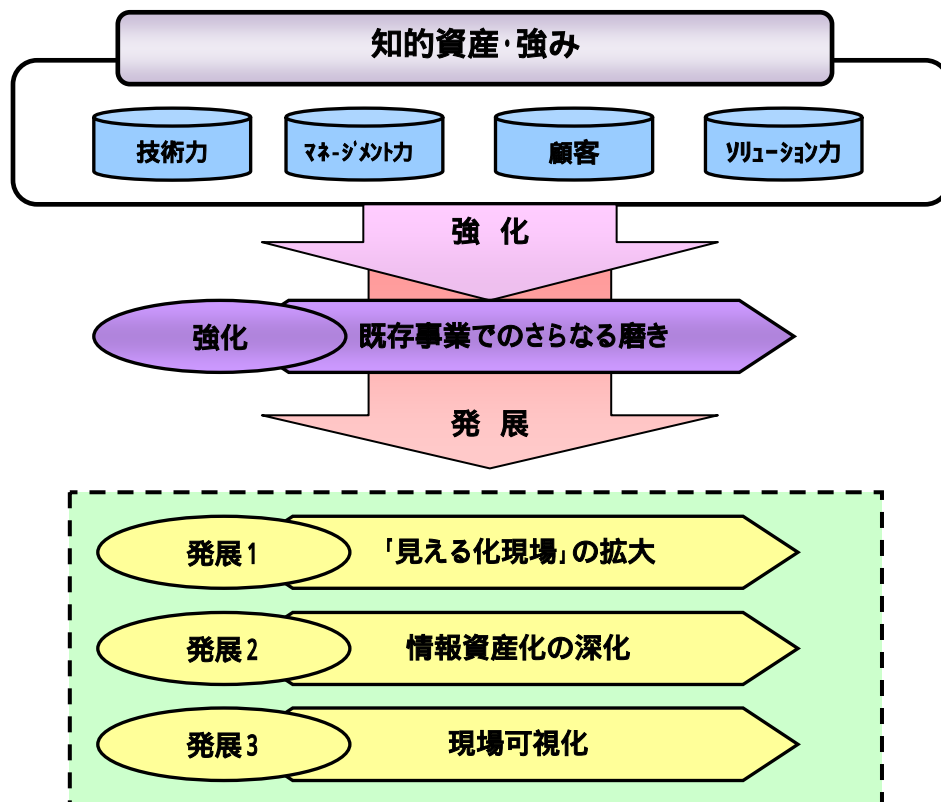 知的資産･強み
技術力
ﾏﾈｰｼﾞﾒﾝﾄ力
顧客
ｿﾘｭｰｼｮﾝ力
強 化
強化
既存事業でのさらなる磨き
発 展
発展1
｢見える化現場｣の拡大
発展2
情報資産化の深化
発展3
現場可視化